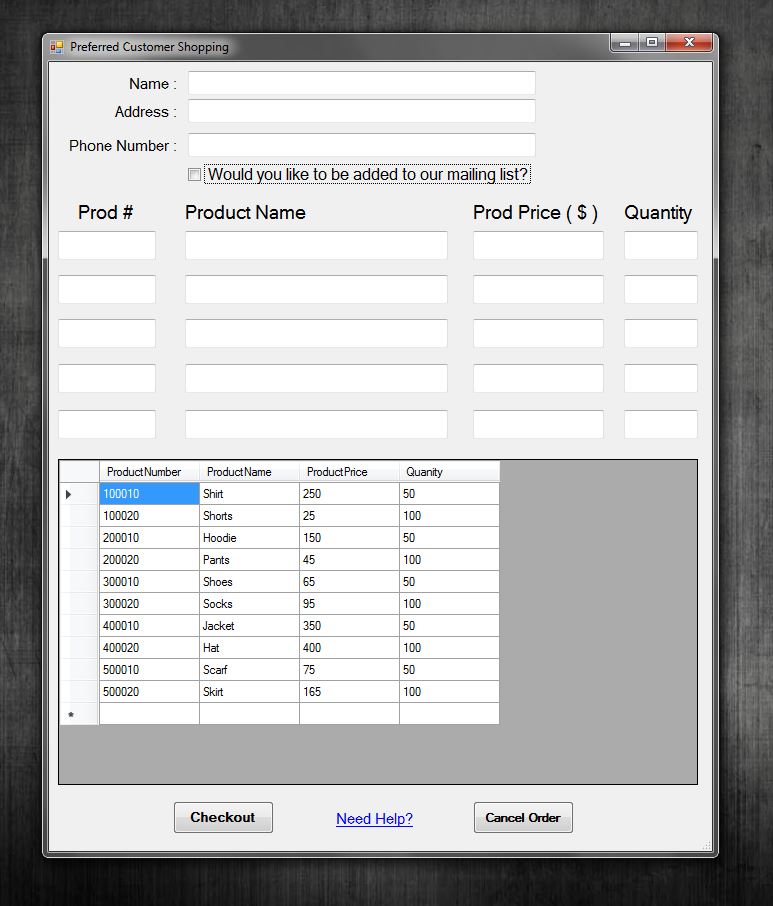 Preferred Customer Shopping
Name :
Address :
Phone Number :
Would you like to be added to our mailing list?
Prod # Product Name Prod Price ( $ ) Quantity
ProductNumber ProductName ProductPrice Quanity
100010 Shirt 250 50
100020 Shorts 25 100
200010 Hoodie 150 50
200020 Pants 45 100
300010 Shoes 65 50
300020 Socks 95 100
400010 Jacket 350 50
400020 Hat 400 100
500010 Scarf 75 50
500020 Skirt 165 100
Checkout Need Help? Cancel Order